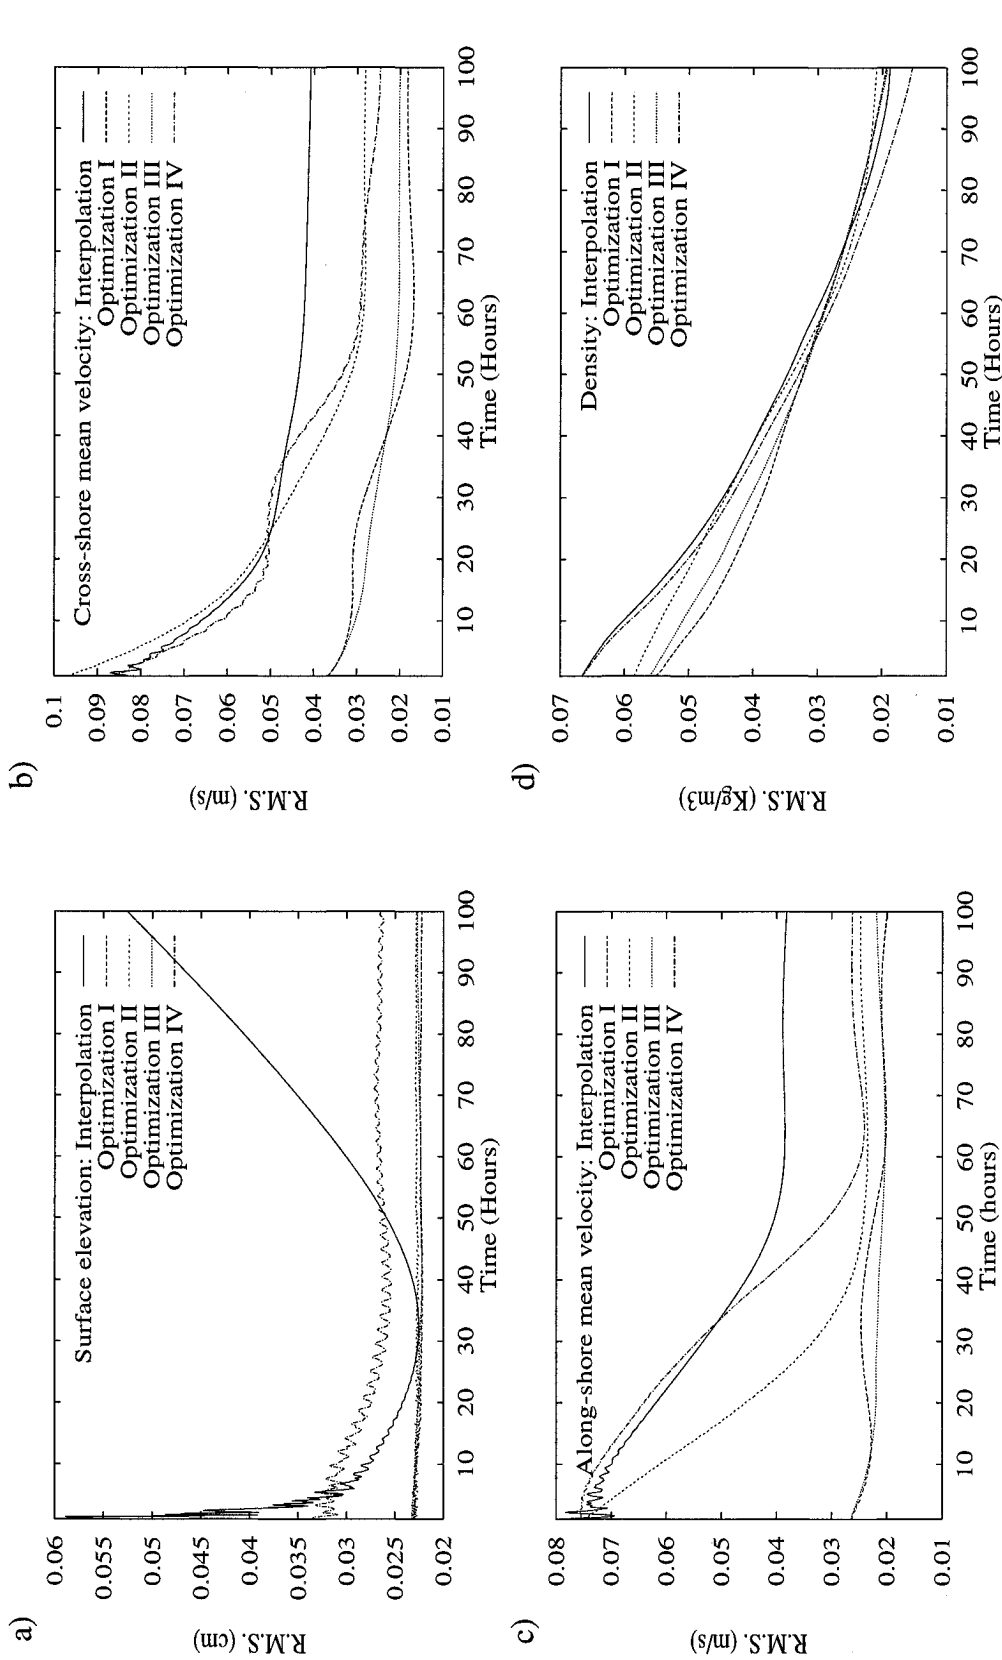 a)
R.M.S. (cm)
0.06
0.055
0.05
0.045
0.04
0.035
0.03
0.025
0.02
Surface elevation: Interpolation
Optimization I
Optimization II
Optimization III
Optimization IV
10 20 30 40 50 60 70 80 90 100
Time (Hours)
b)
R.M.S. (m/s)
0.1
0.09
0.08
0.07
0.06
0.05
0.04
0.03
0.02
0.01
Cross-shore mean velocity: Interpolation
Optimization I
Optimization II
Optimization III
Optimization IV
10 20 30 40 50 60 70 80 90 100
Time (Hours)
c)
R.M.S. (m/s)
0.08
0.07
0.06
0.05
0.04
0.03
0.02
0.01
Along-shore mean velocity: Interpolation
Optimization I
Optimization II
Optimization III
Optimization IV
10 20 30 40 50 60 70 80 90 100
Time (hours)
d)
R.M.S. (Kg/m3)
0.07
0.06
0.05
0.04
0.03
0.02
0.01
Density: Interpolation
Optimization I
Optimization II
Optimization III
Optimization IV
10 20 30 40 50 60 70 80 90 100
Time (Hours)